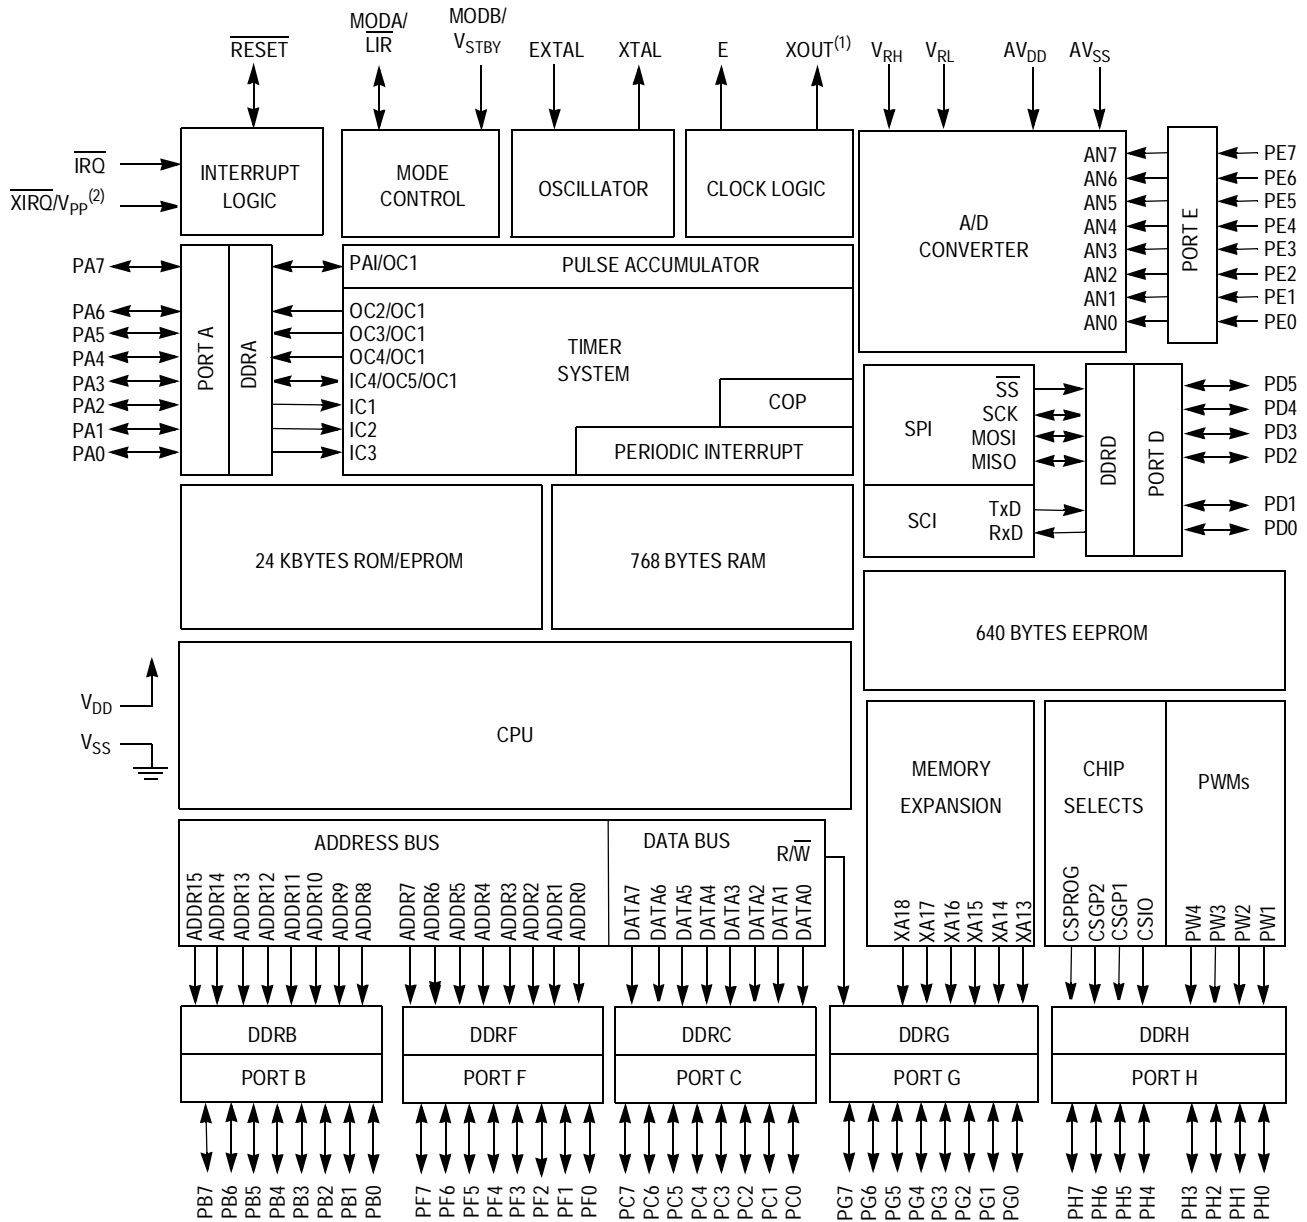 RESET
MODA/
LIR
MODB/
VSTBY
EXTAL
XTAL
E
XOUT(1)
VRH
VRL
AVDD
AVSS
IRQ
XIRQ/VPP(2)
INTERRUPT
LOGIC
MODE
CONTROL
OSCILLATOR
CLOCK LOGIC
A/D
CONVERTER
AN7
AN6
AN5
AN4
AN3
AN2
AN1
AN0
PORT E
PE7
PE6
PE5
PE4
PE3
PE2
PE1
PE0
PA7
PA6
PA5
PA4
PA3
PA2
PA1
PA0
PORT A
DDRA
PAI/OC1
PULSE ACCUMULATOR
OC2/OC1
OC3/OC1
OC4/OC1
IC4/OC5/OC1
IC1
IC2
IC3
TIMER
SYSTEM
COP
PERIODIC INTERRUPT
SPI
SS
SCK
MOSI
MISO
SCI
TxD
RxD
DDRD
PORT D
PD5
PD4
PD3
PD2
PD1
PD0
24 KBYTES ROM/EPROM
768 BYTES RAM
640 BYTES EEPROM
VDD
VSS
CPU
MEMORY
EXPANSION
CHIP
SELECTS
PWMs
ADDRESS BUS
DATA BUS
R/W
ADDR15
ADDR14
ADDR13
ADDR12
ADDR11
ADDR10
ADDR9
ADDR8
ADDR7
ADDR6
ADDR5
ADDR4
ADDR3
ADDR2
ADDR1
ADDR0
DATA7
DATA6
DATA5
DATA4
DATA3
DATA2
DATA1
DATA0
XA18
XA17
XA16
XA15
XA14
XA13
CSPROG
CSGP2
CSGP1
CSIO
PW4
PW3
PW2
PW1
DDRB
PORT B
DDRF
PORT F
DDRC
PORT C
DDRG
PORT G
DDRH
PORT H
PB7
PB6
PB5
PB4
PB3
PB2
PB1
PB0
PF7
PF6
PF5
PF4
PF3
PF2
PF1
PF0
PC7
PC6
PC5
PC4
PC3
PC2
PC1
PC0
PG7
PG6
PG5
PG4
PG3
PG2
PG1
PG0
PH7
PH6
PH5
PH4
PH3
PH2
PH1
PH0